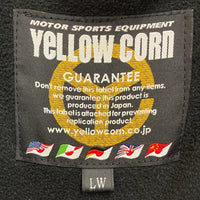 MOTOR SPORTS EQUIPMENT
YELLOW CORN
GUARANTEE
Don't remove this label from any items.
we guarantee this product is
produced in Japan.
This label is attached for preventing
replication product.
www.yellowcorn.co.jp
LW